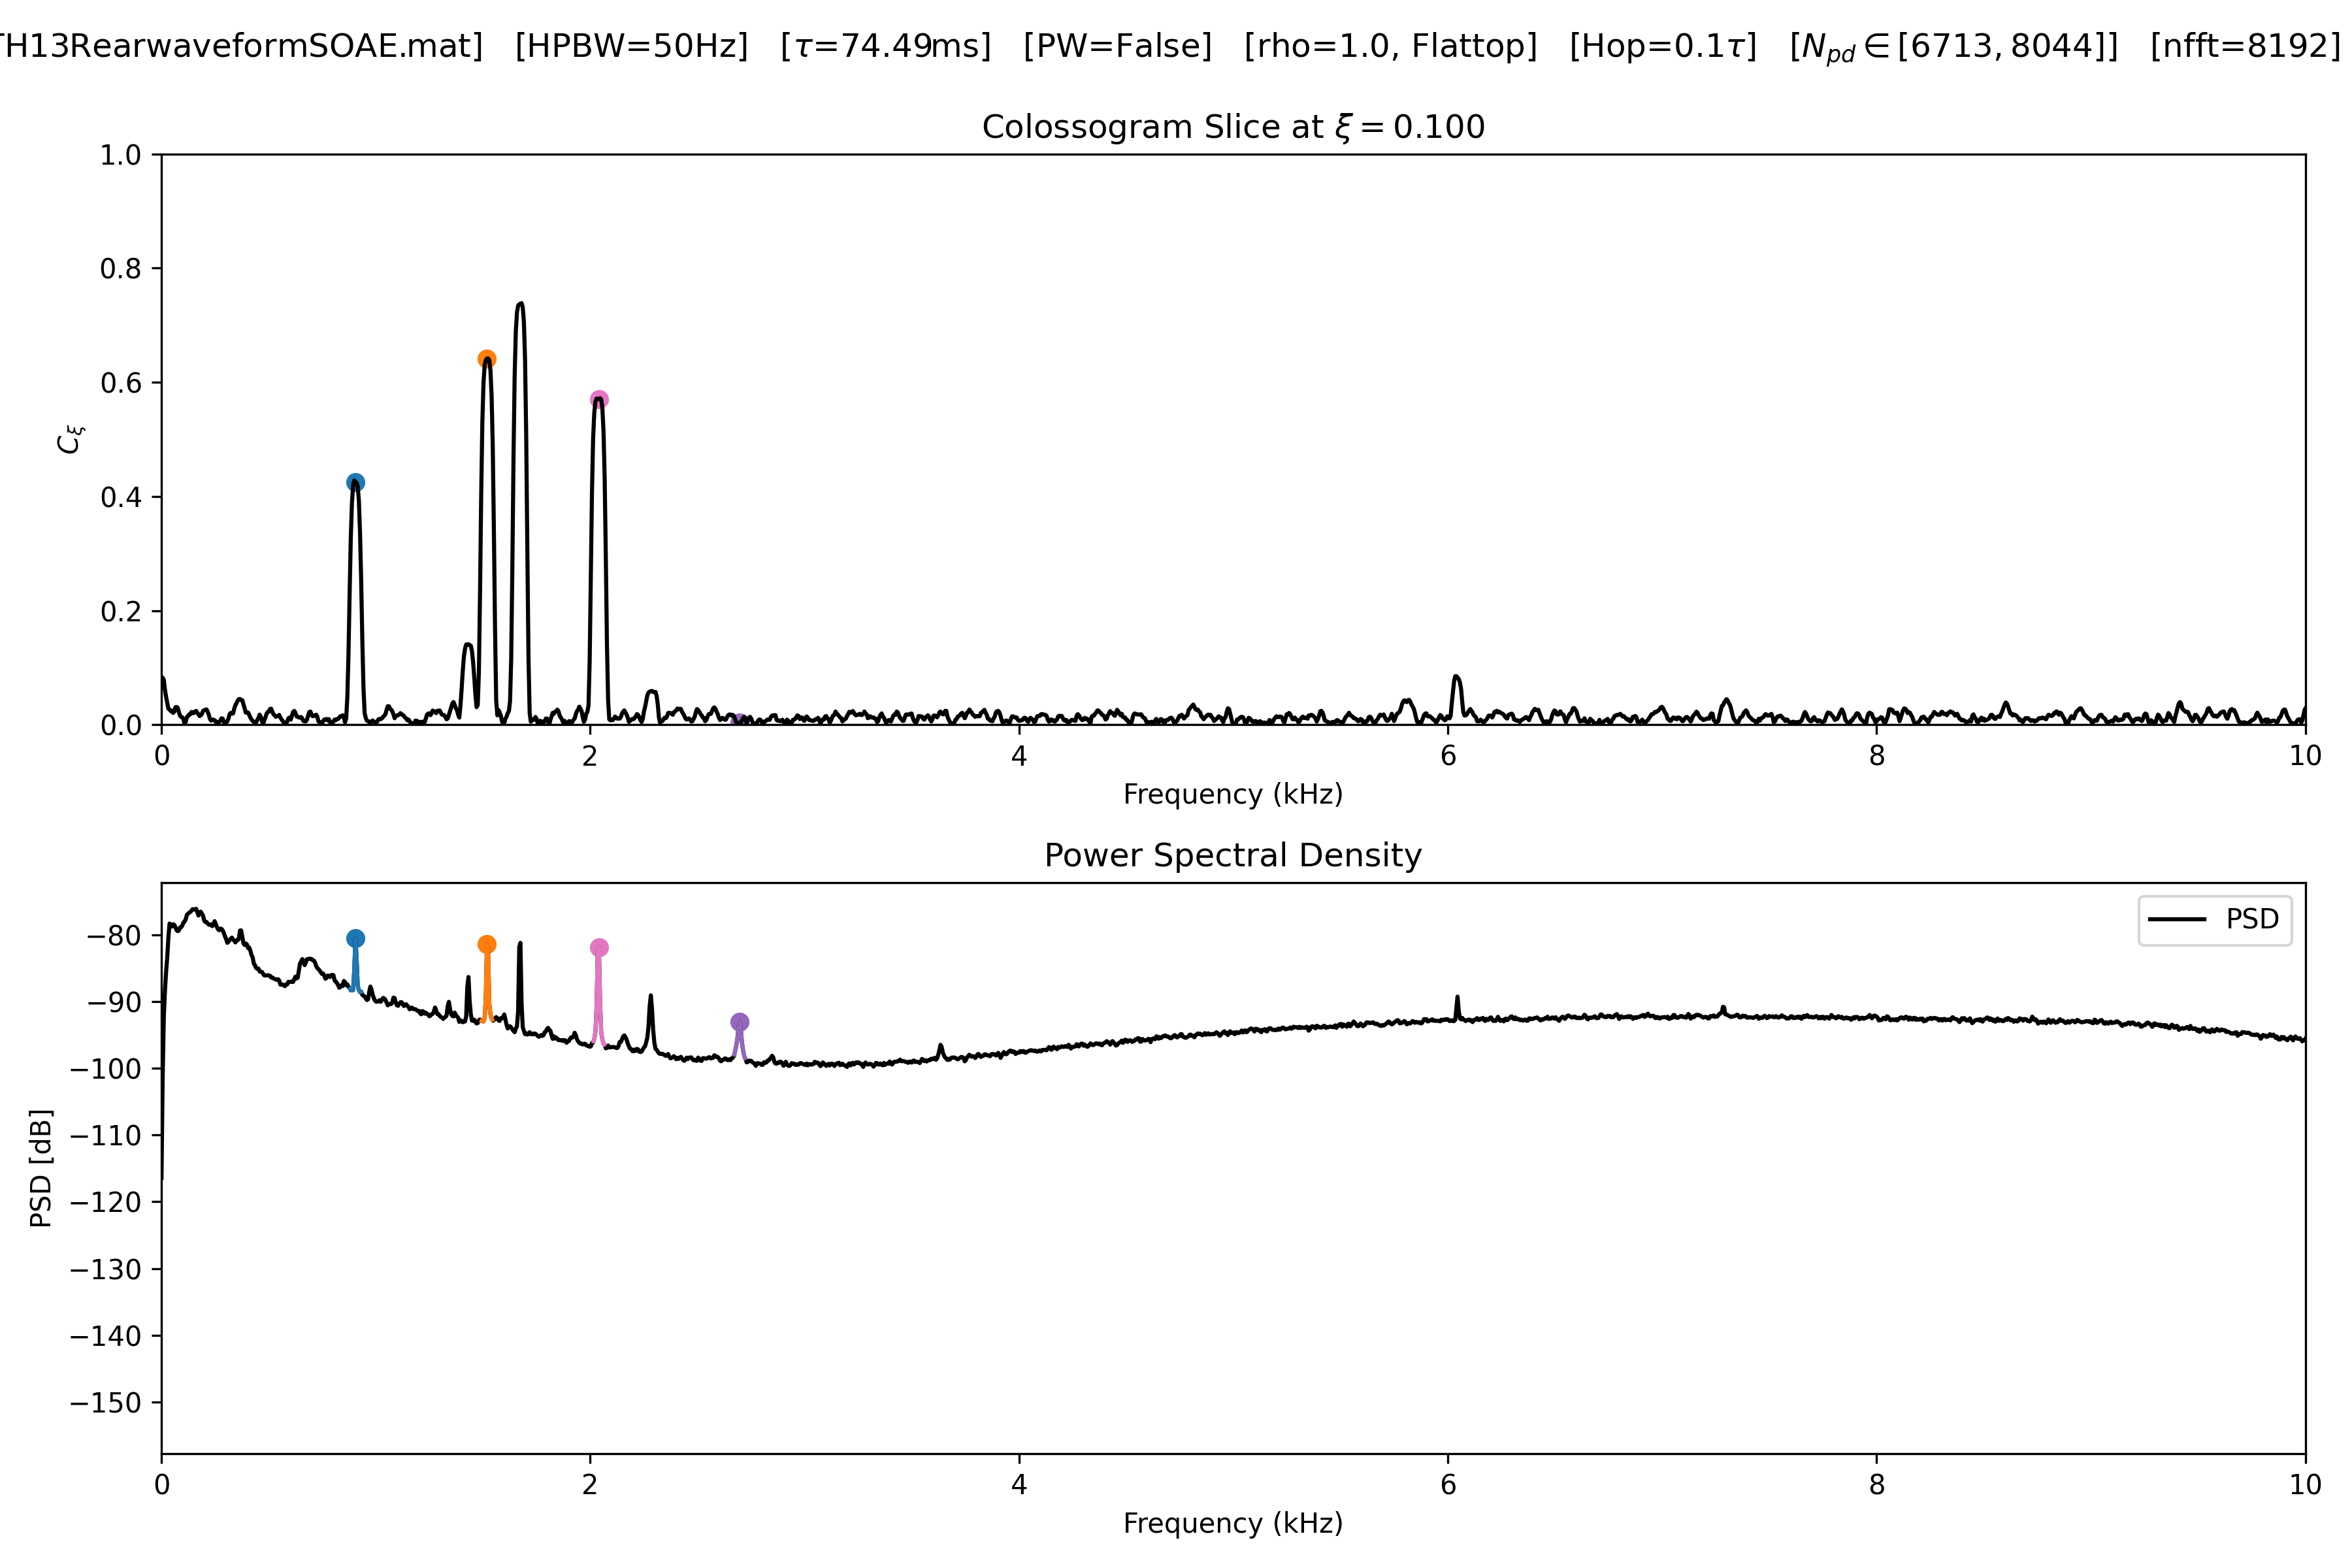 TH13RearwaveformSOAE.mat] [HPBW=50Hz] [τ=74.49ms] [PW=False] [rho=1.0, Flattop] [Hop=0.1τ] [N_pd ∈ [6713, 8044]] [nfft=8192]
Colossogram Slice at ξ = 0.100
1.0
0.8
0.6
0.4
0.2
0.0
C_ξ
0 2 4 6 8 10
Frequency (kHz)
Power Spectral Density
PSD
−80
−90
−100
−110
−120
−130
−140
−150
PSD [dB]
0 2 4 6 8 10
Frequency (kHz)